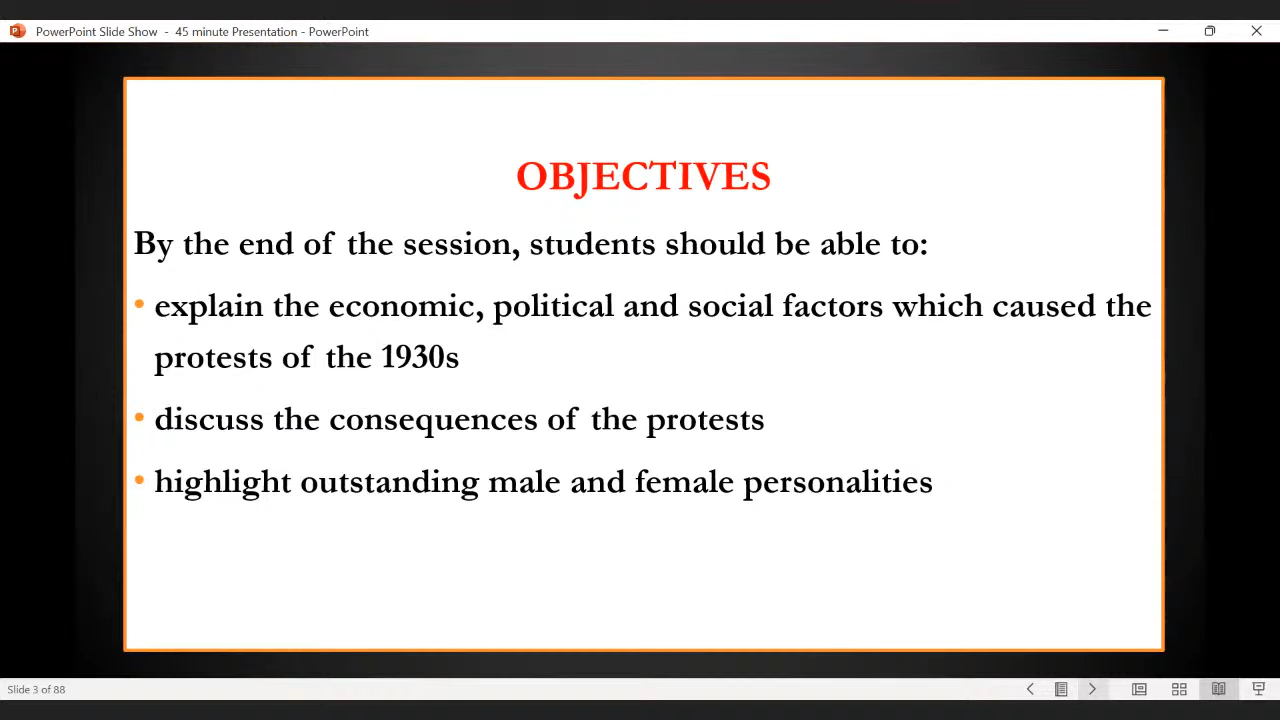 PowerPoint Slide Show - 45 minute Presentation - PowerPoint
OBJECTIVES
By the end of the session, students should be able to:
• explain the economic, political and social factors which caused the
protests of the 1930s
• discuss the consequences of the protests
• highlight outstanding male and female personalities
Slide 3 of 88